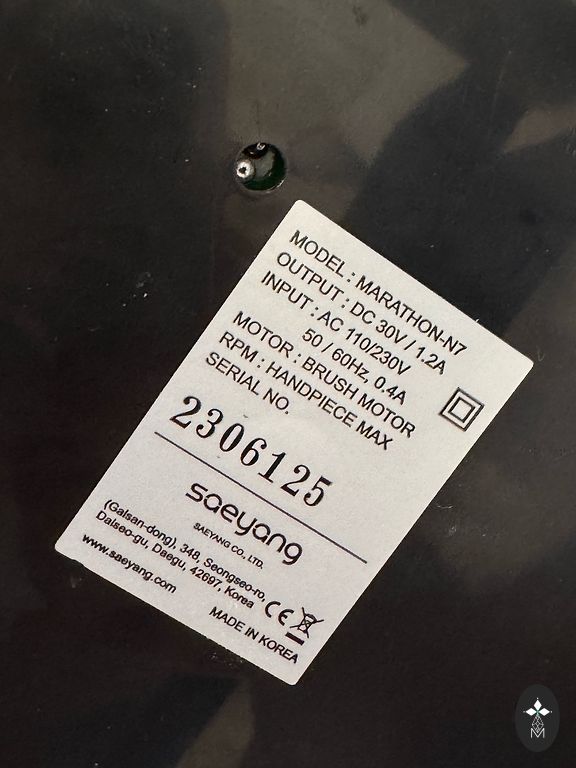 MODEL : MARATHON-N7
OUTPUT : DC 30V / 1.2A
INPUT : AC 110/230V
50 / 60Hz, 0.4A
MOTOR : BRUSH MOTOR
RPM : HANDPIECE MAX
SERIAL NO.
2306125
saeyang
SAEYANG CO., LTD.
(Galsan-dong), 348, Seongseo-ro,
Dalseo-gu, Daegu, 42697, Korea
www.saeyang.com
CE
MADE IN KOREA
M